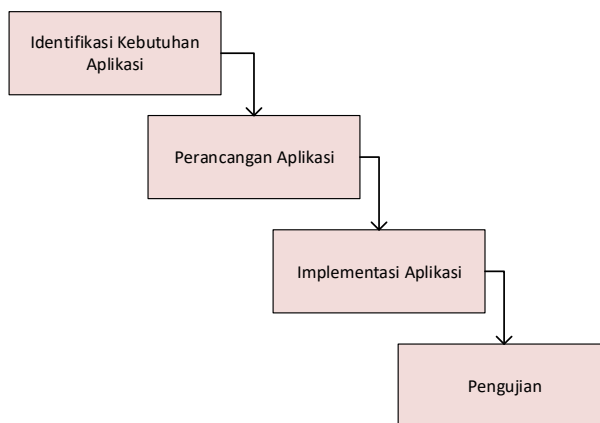 Identifikasi Kebutuhan
Aplikasi
Perancangan Aplikasi
Implementasi Aplikasi
Pengujian